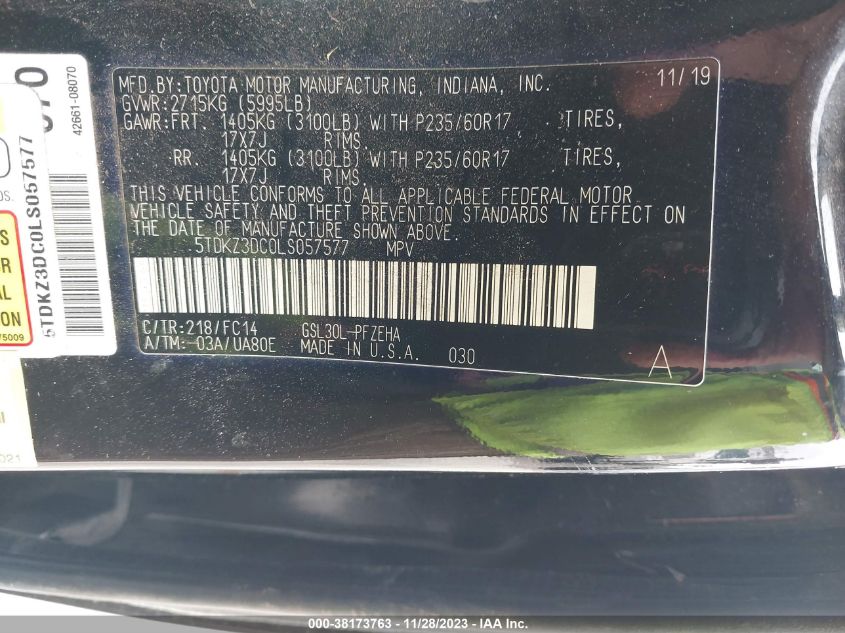 MFD.BY:TOYOTA MOTOR MANUFACTURING, INDIANA, INC. 11/19
GVWR:2715KG (5995LB)
GAWR:FRT. 1405KG (3100LB) WITH P235/60R17 TIRES,
17X7J RIMS.
RR. 1405KG (3100LB) WITH P235/60R17 TIRES,
17X7J RIMS.
THIS VEHICLE CONFORMS TO ALL APPLICABLE FEDERAL MOTOR
VEHICLE SAFETY AND THEFT PREVENTION STANDARDS IN EFFECT ON
THE DATE OF MANUFACTURE SHOWN ABOVE.
5TDKZ3DC0LS057577 MPV
C/TR:218/FC14 GSL30L-PFZEHA
A/TM:-03A/UA80E MADE IN U.S.A. 030 A
42661-08070
5TDKZ3DC0LS057577
000-38173763 - 11/28/2023 - IAA Inc.